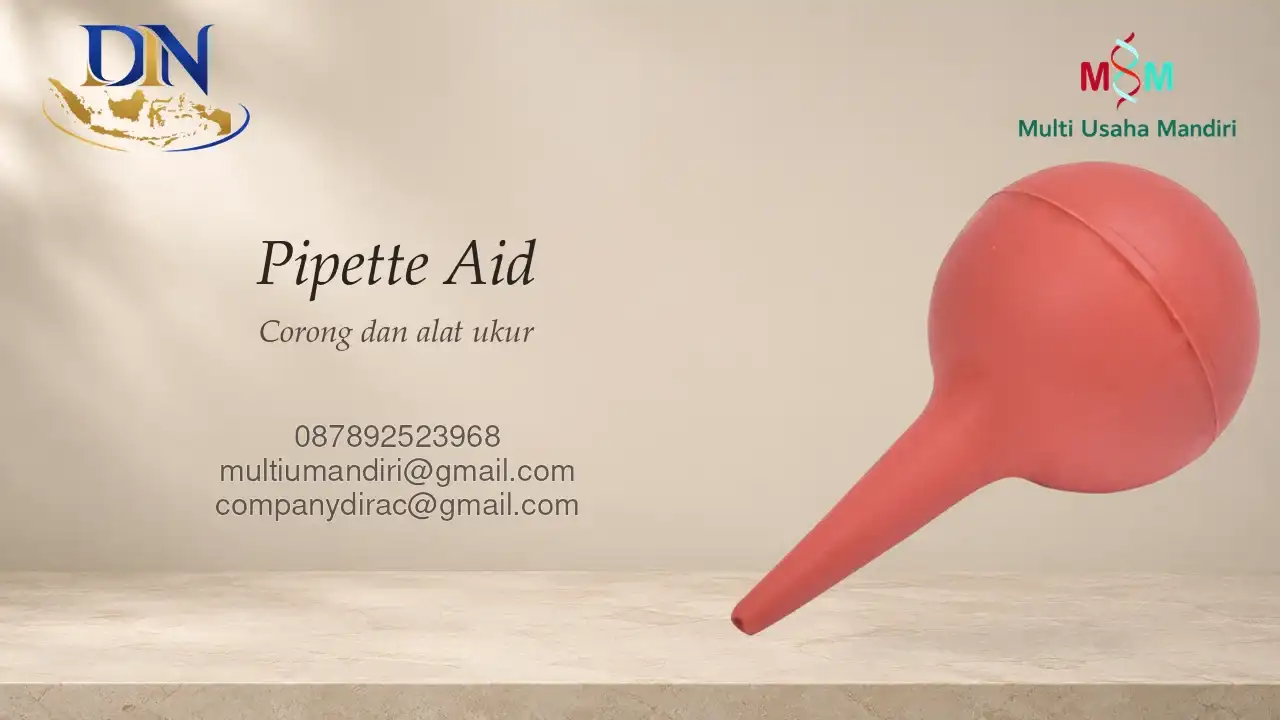 DN
MSM
Multi Usaha Mandiri
Pipette Aid
Corong dan alat ukur
087892523968
multiumandiri@gmail.com
companydirac@gmail.com